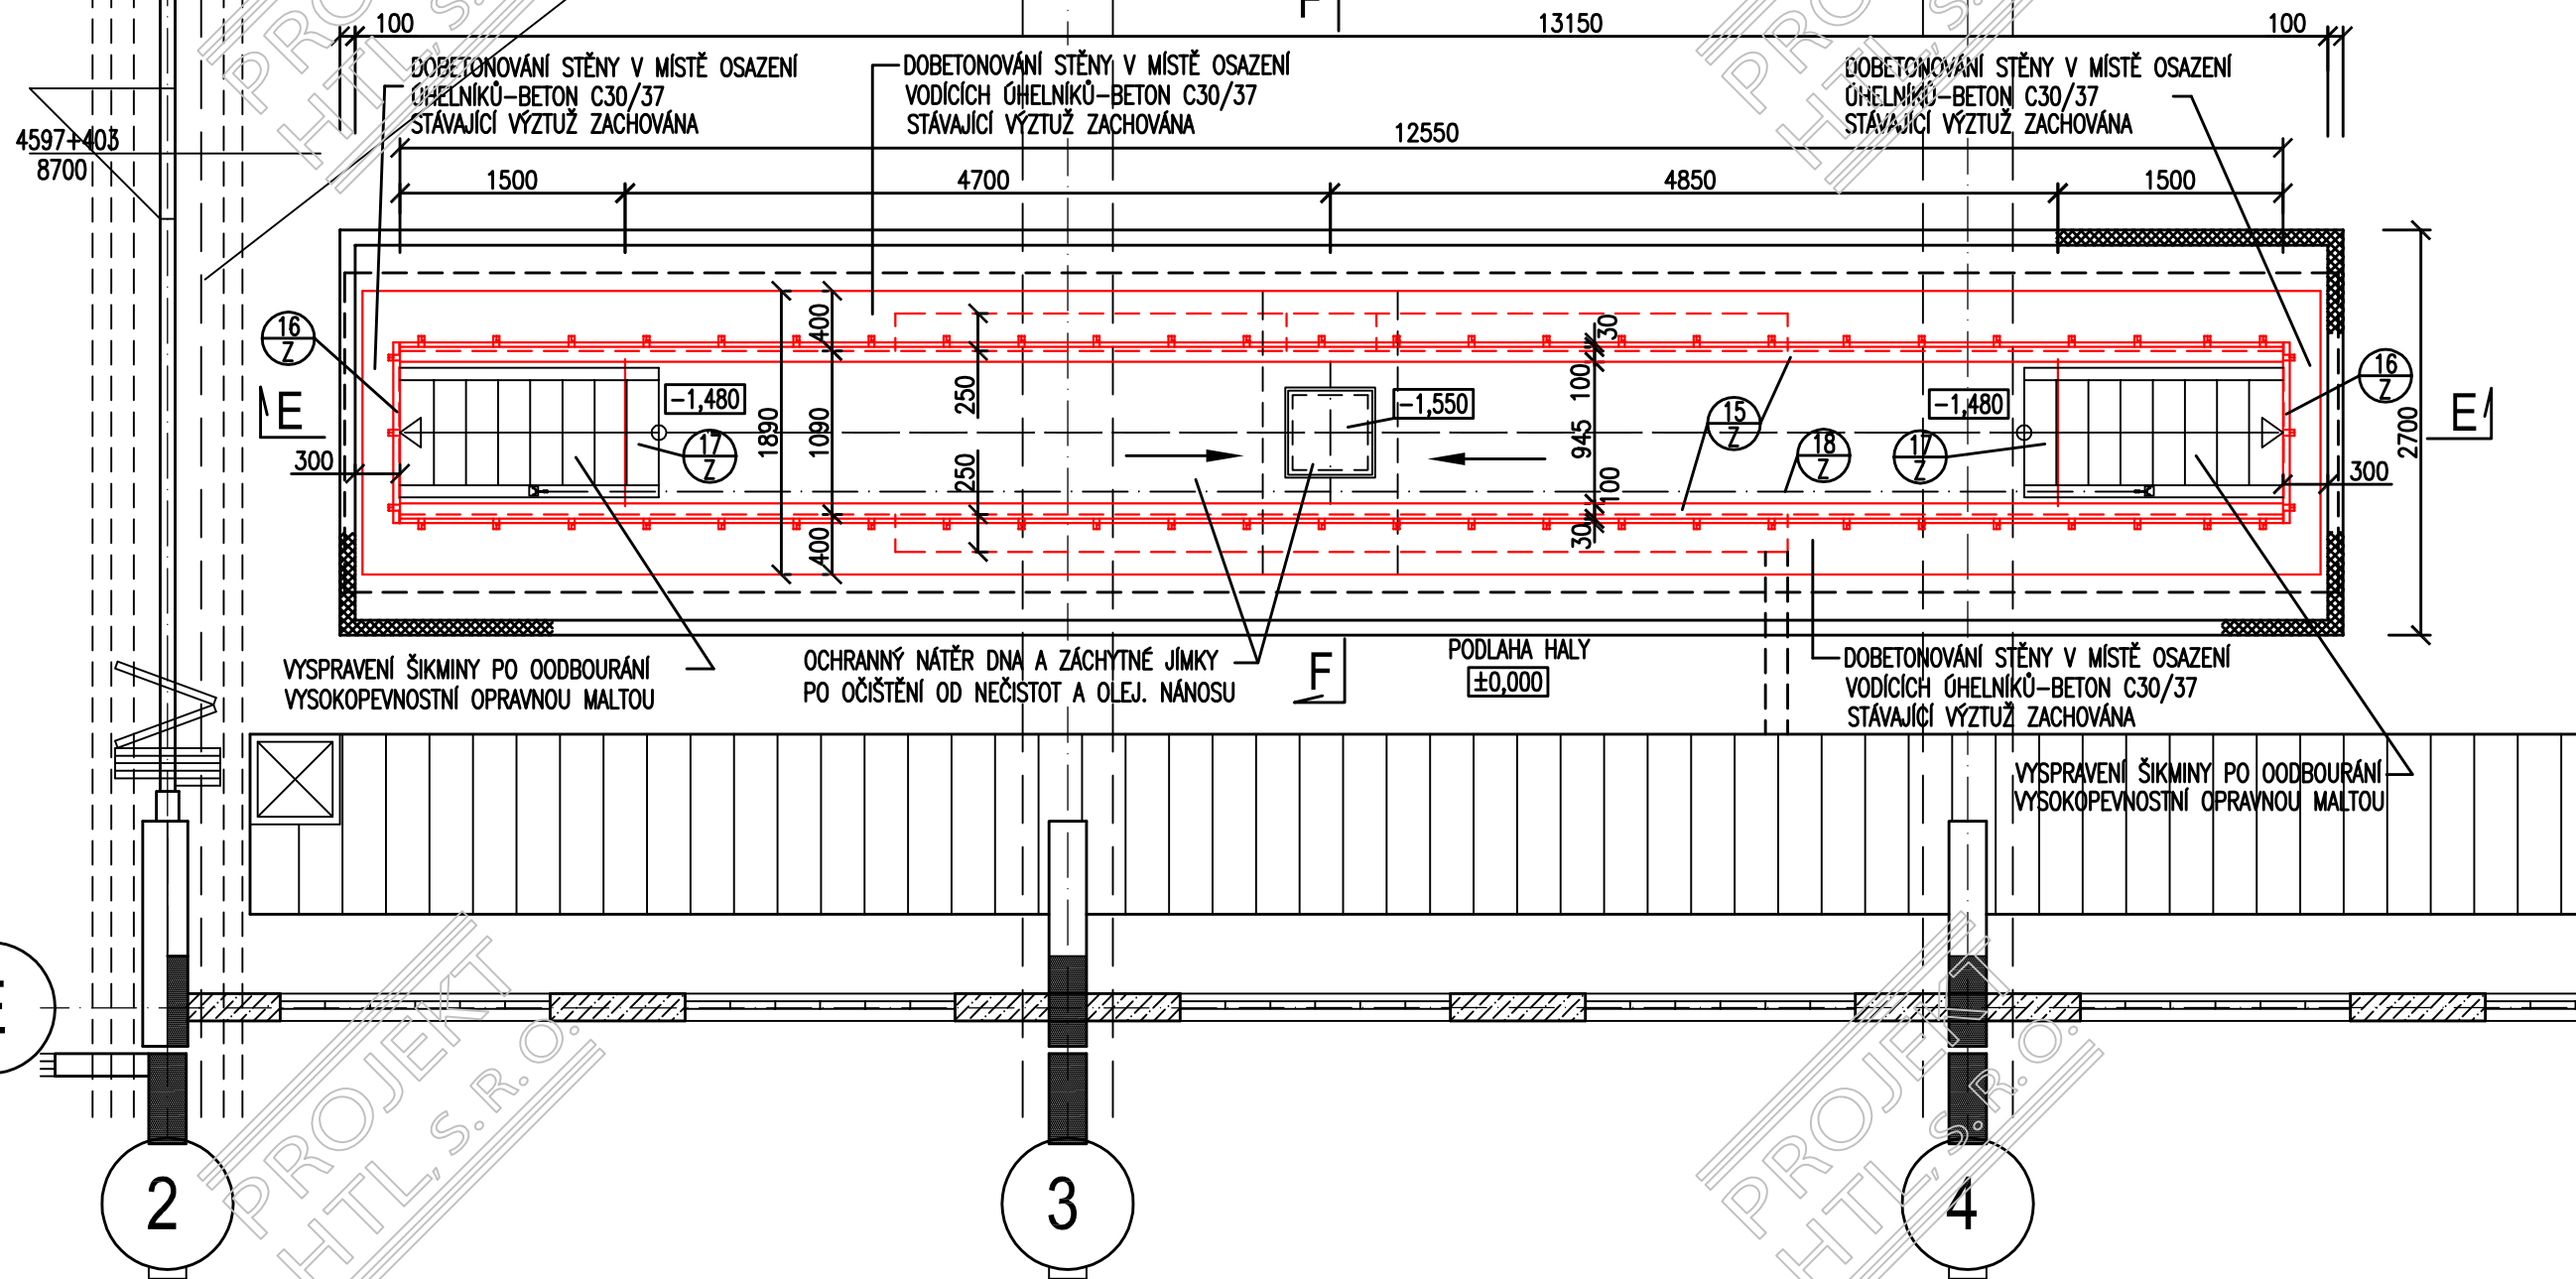 100
13150
100
DOBETONOVÁNÍ STĚNY V MÍSTĚ OSAZENÍ
ÚHELNÍKŮ-BETON C30/37
STÁVAJÍCÍ VÝZTUŽ ZACHOVÁNA
DOBETONOVÁNÍ STĚNY V MÍSTĚ OSAZENÍ
VODÍCÍCH ÚHELNÍKŮ-BETON C30/37
STÁVAJÍCÍ VÝZTUŽ ZACHOVÁNA
DOBETONOVÁNÍ STĚNY V MÍSTĚ OSAZENÍ
ÚHELNÍKŮ-BETON C30/37
STÁVAJÍCÍ VÝZTUŽ ZACHOVÁNA
4597+403
8700
12550
1500
4700
4850
1500
16
Z
E
300
17
Z
-1,480
1890
400
1090
400
250
250
-1,550
30
100
945
100
30
15
Z
18
Z
17
Z
-1,480
16
Z
300
2700
E
VYSPRAVENÍ ŠIKMINY PO OODBOURÁNÍ
VYSOKOPEVNOSTNÍ OPRAVNOU MALTOU
OCHRANNÝ NÁTĚR DNA A ZÁCHYTNÉ JÍMKY
PO OČIŠTĚNÍ OD NEČISTOT A OLEJ. NÁNOSU
F
PODLAHA HALY
±0,000
DOBETONOVÁNÍ STĚNY V MÍSTĚ OSAZENÍ
VODÍCÍCH ÚHELNÍKŮ-BETON C30/37
STÁVAJÍCÍ VÝZTUŽ ZACHOVÁNA
VYSPRAVENÍ ŠIKMINY PO OODBOURÁNÍ
VYSOKOPEVNOSTNÍ OPRAVNOU MALTOU
PROJEKT
HTL, s.r.o.
PROJEKT
HTL, s.r.o.
2
3
4